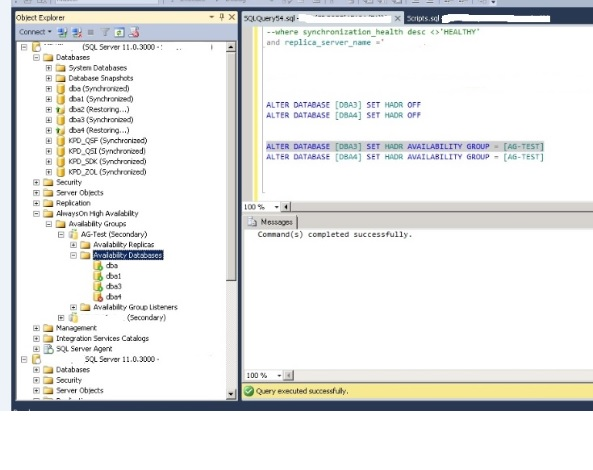 Object Explorer
Connect
(SQL Server 11.0.3000 -
Databases
System Databases
Database Snapshots
dba (Synchronized)
dba1 (Synchronized)
dba2 (Restoring...)
dba3 (Synchronized)
dba4 (Restoring...)
KPD_QSF (Synchronized)
KPD_QSI (Synchronized)
KPD_SDK (Synchronized)
KPD_ZOL (Synchronized)
Security
Server Objects
Replication
AlwaysOn High Availability
Availability Groups
AG-Test (Secondary)
Availability Replicas
Availability Databases
dba
dba1
dba3
dba4
Availability Group Listeners
(Secondary)
Management
Integration Services Catalogs
SQL Server Agent
SQL Server 11.0.3000 -
Databases
Security
Server Objects
SQLQuery54.sql -
Scripts.sql
--where synchronization_health desc <>'HEALTHY'
and replica_server_name ='
ALTER DATABASE [DBA3] SET HADR OFF
ALTER DATABASE [DBA4] SET HADR OFF
ALTER DATABASE [DBA3] SET HADR AVAILABILITY GROUP = [AG-TEST]
ALTER DATABASE [DBA4] SET HADR AVAILABILITY GROUP = [AG-TEST]
100 %
Messages
Command(s) completed successfully.
100 %
Query executed successfully.